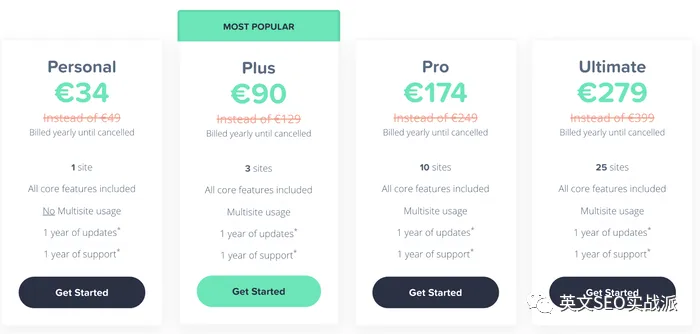 MOST POPULAR
Personal
€34
Instead of €49
Billed yearly until cancelled
1 site
All core features included
No Multisite usage
1 year of updates*
1 year of support*
Get Started
Plus
€90
Instead of €129
Billed yearly until cancelled
3 sites
All core features included
Multisite usage
1 year of updates*
1 year of support*
Get Started
Pro
€174
Instead of €249
Billed yearly until cancelled
10 sites
All core features included
Multisite usage
1 year of updates*
1 year of support*
Get Started
Ultimate
€279
Instead of €399
Billed yearly until cancelled
25 sites
All core features included
Multisite usage
1 year of updates*
1 year of support*
Get Started
英文SEO实战派